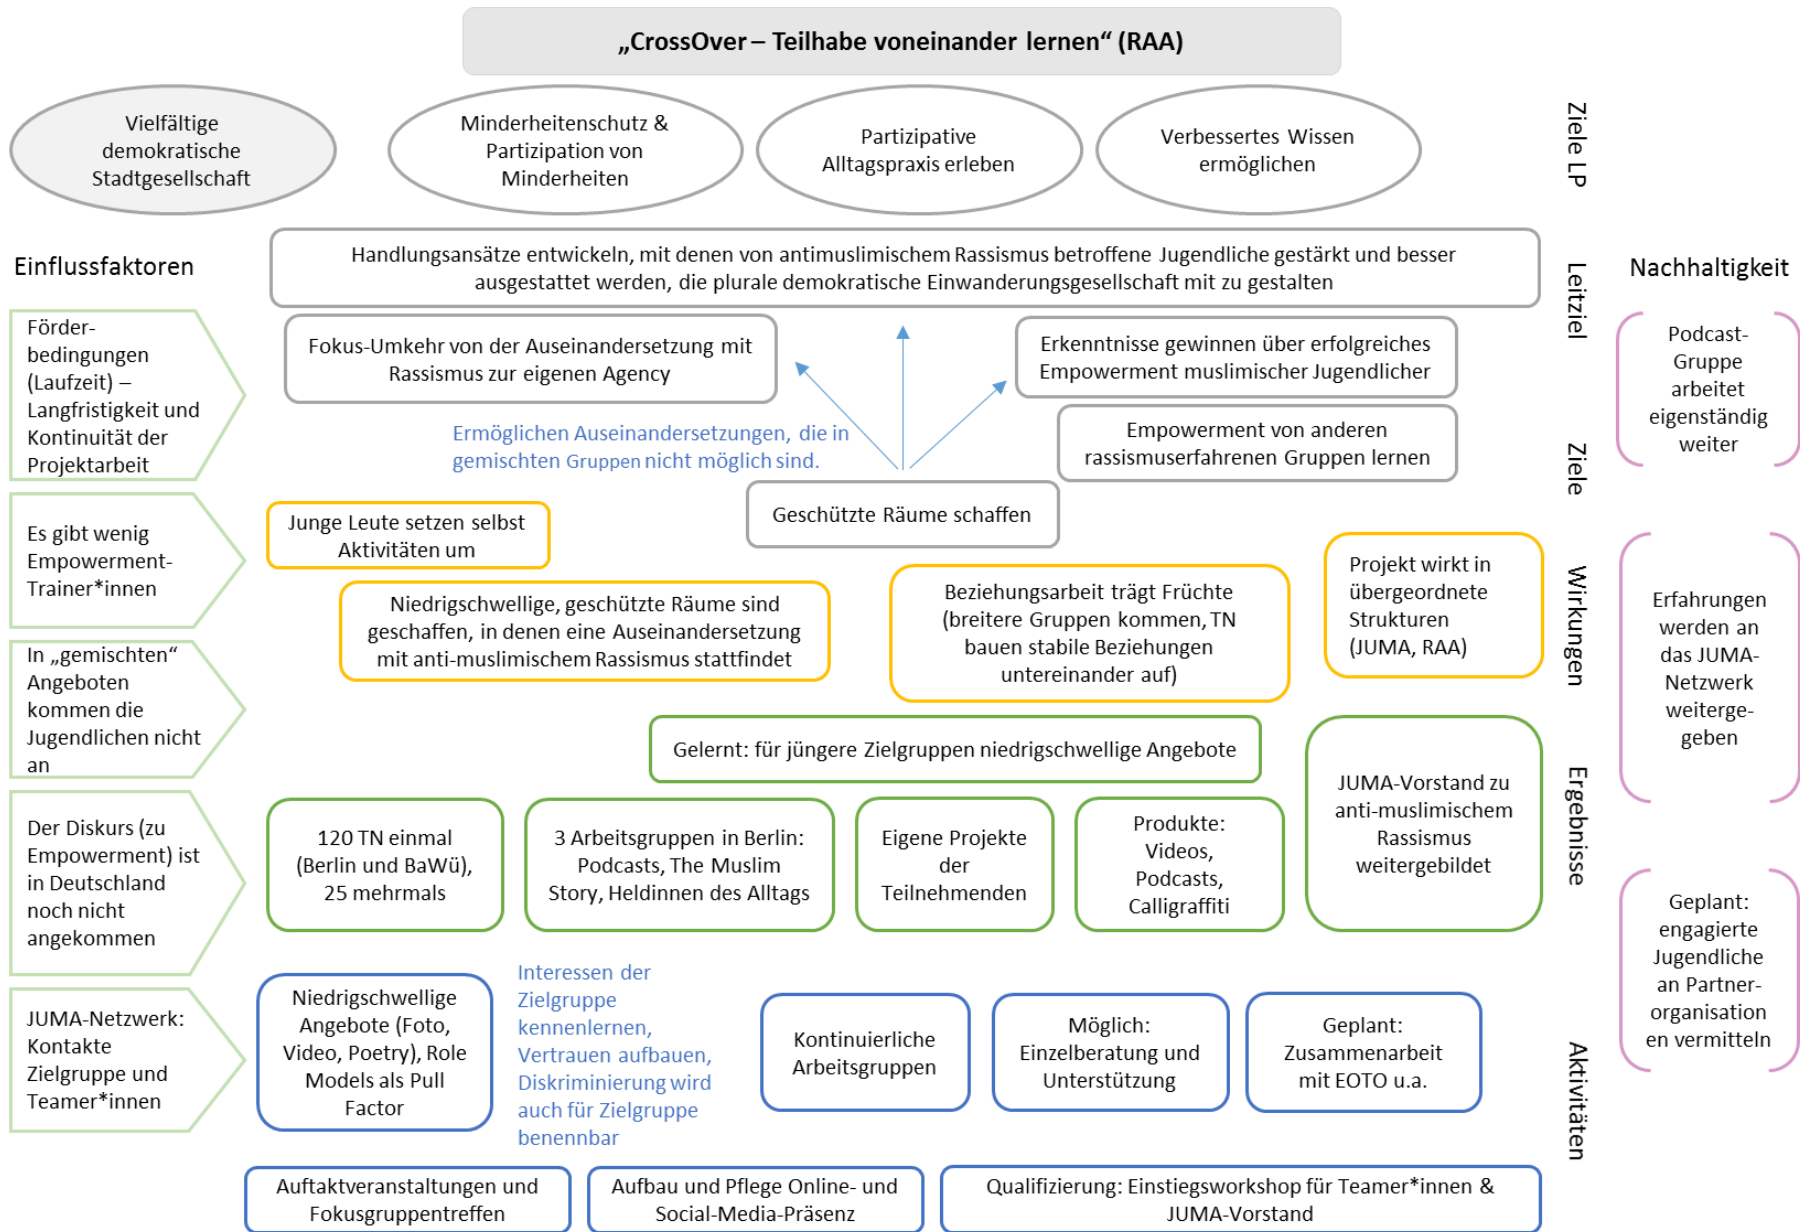 „CrossOver – Teilhabe voneinander lernen“ (RAA)
Vielfältige
demokratische
Stadtgesellschaft
Minderheitenschutz &
Partizipation von
Minderheiten
Partizipative
Alltagspraxis erleben
Verbessertes Wissen
ermöglichen
Ziele LP
Einflussfaktoren
Förder-
bedingungen
(Laufzeit) –
Langfristigkeit und
Kontinuität der
Projektarbeit
Es gibt wenig
Empowerment-
Trainer*innen
In „gemischten“
Angeboten
kommen die
Jugendlichen nicht
an
Der Diskurs (zu
Empowerment) ist
in Deutschland
noch nicht
angekommen
JUMA-Netzwerk:
Kontakte
Zielgruppe und
Teamer*innen
Handlungsansätze entwickeln, mit denen von antimuslimischem Rassismus betroffene Jugendliche gestärkt und besser
ausgestattet werden, die plurale demokratische Einwanderungsgesellschaft mit zu gestalten
Leitziel
Fokus-Umkehr von der Auseinandersetzung mit
Rassismus zur eigenen Agency
Erkenntnisse gewinnen über erfolgreiches
Empowerment muslimischer Jugendlicher
Ermöglichen Auseinandersetzungen, die in
gemischten Gruppen nicht möglich sind.
Empowerment von anderen
rassismuserfahrenen Gruppen lernen
Geschützte Räume schaffen
Ziele
Junge Leute setzen selbst
Aktivitäten um
Niedrigschwellige, geschützte Räume sind
geschaffen, in denen eine Auseinandersetzung
mit anti-muslimischem Rassismus stattfindet
Beziehungsarbeit trägt Früchte
(breitere Gruppen kommen, TN
bauen stabile Beziehungen
untereinander auf)
Projekt wirkt in
übergeordnete
Strukturen
(JUMA, RAA)
Wirkungen
Gelernt: für jüngere Zielgruppen niedrigschwellige Angebote
120 TN einmal
(Berlin und BaWü),
25 mehrmals
3 Arbeitsgruppen in Berlin:
Podcasts, The Muslim
Story, Heldinnen des Alltags
Eigene Projekte
der
Teilnehmenden
Produkte:
Videos,
Podcasts,
Calligraffiti
JUMA-Vorstand zu
anti-muslimischem
Rassismus
weitergebildet
Ergebnisse
Niedrigschwellige
Angebote (Foto,
Video, Poetry), Role
Models als Pull
Factor
Interessen der
Zielgruppe
kennenlernen,
Vertrauen aufbauen,
Diskriminierung wird
auch für Zielgruppe
benennbar
Kontinuierliche
Arbeitsgruppen
Möglich:
Einzelberatung und
Unterstützung
Geplant:
Zusammenarbeit
mit EOTO u.a.
Auftaktveranstaltungen und
Fokusgruppentreffen
Aufbau und Pflege Online- und
Social-Media-Präsenz
Qualifizierung: Einstiegsworkshop für Teamer*innen &
JUMA-Vorstand
Aktivitäten
Nachhaltigkeit
Podcast-
Gruppe
arbeitet
eigenständig
weiter
Erfahrungen
werden an
das JUMA-
Netzwerk
weiterge-
geben
Geplant:
engagierte
Jugendliche
an Partner-
organisation
en vermitteln